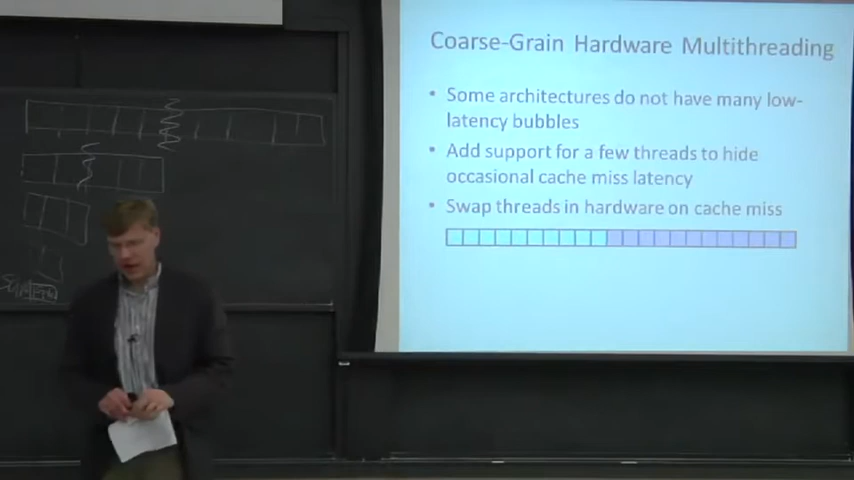 Coarse-Grain Hardware Multithreading
• Some architectures do not have many low-
latency bubbles
• Add support for a few threads to hide
occasional cache miss latency
• Swap threads in hardware on cache miss